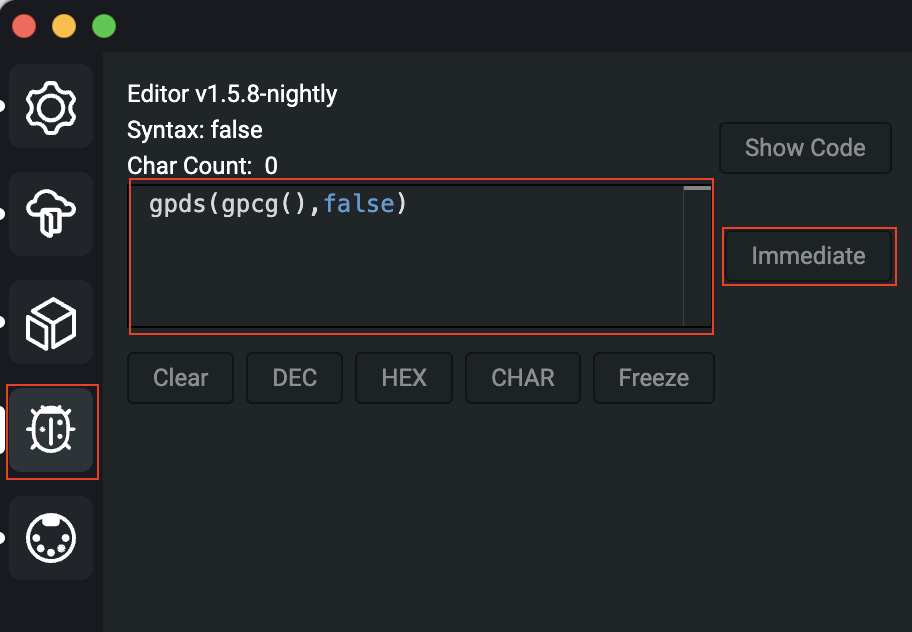 Editor v1.5.8-nightly
Syntax: false
Char Count: 0
Show Code
gpds(gpcg(),false)
Immediate
Clear DEC HEX CHAR Freeze